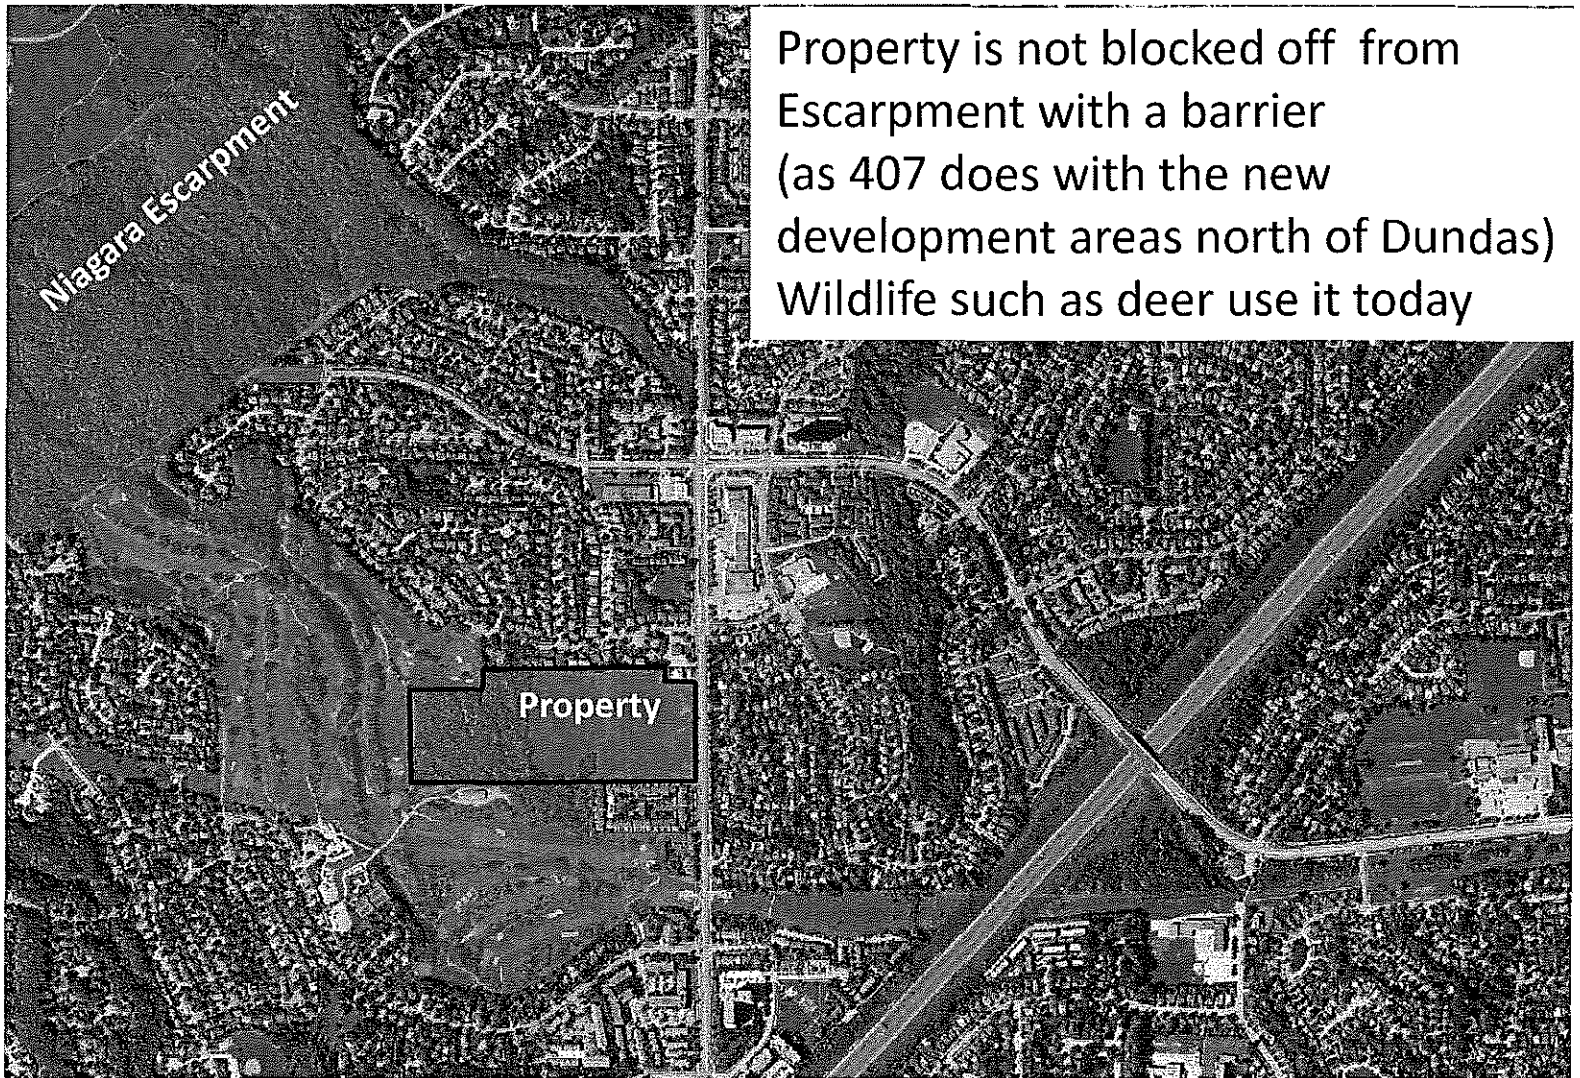 Property is not blocked off from
Escarpment with a barrier
(as 407 does with the new
development areas north of Dundas)
Wildlife such as deer use it today
Niagara Escarpment
Property